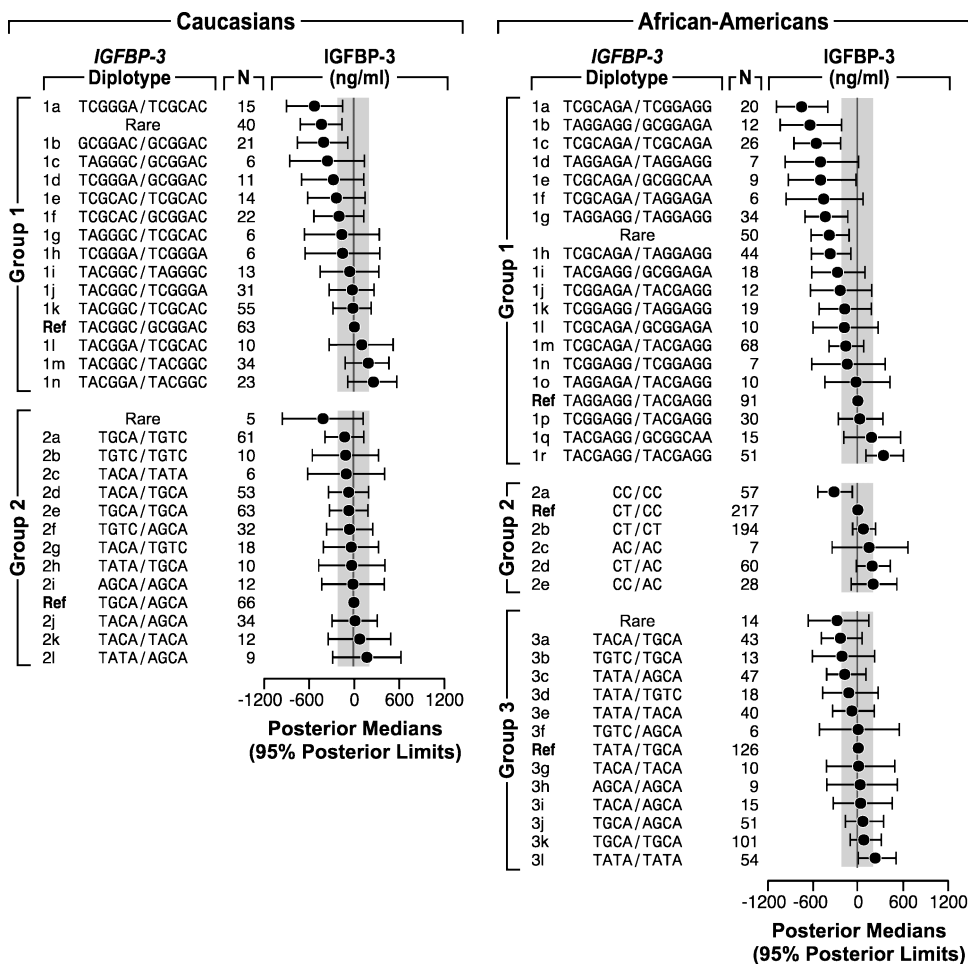 Caucasians
IGFBP-3
Diplotype N IGFBP-3
(ng/ml)
Group 1
1a TCGGGA/TCGCAC 15
Rare 40
1b GCGGAC/GCGGAC 21
1c TAGGGC/GCGGAC 6
1d TCGGGA/GCGGAC 11
1e TCGCAC/TCGCAC 14
1f TCGCAC/GCGGAC 22
1g TAGGGC/TCGCAC 6
1h TAGGGC/TCGGGA 6
1i TACGGC/TAGGGC 13
1j TACGGC/TCGGGA 31
1k TACGGC/TCGCAC 55
Ref TACGGC/GCGGAC 63
1l TACGGA/TCGCAC 10
1m TACGGC/TACGGC 34
1n TACGGA/TACGGC 23
Group 2
Rare 5
2a TGCA/TGTC 61
2b TGTC/TGTC 10
2c TACA/TATA 6
2d TACA/TGCA 53
2e TGCA/TGCA 63
2f TGTC/AGCA 32
2g TACA/TGTC 18
2h TATA/TGCA 10
2i AGCA/AGCA 12
Ref TGCA/AGCA 66
2j TACA/AGCA 34
2k TACA/TACA 12
2l TATA/AGCA 9
-1200 -600 0 600 1200
Posterior Medians
(95% Posterior Limits)
African-Americans
IGFBP-3
Diplotype N IGFBP-3
(ng/ml)
Group 1
1a TCGCAGA/TCGGAGG 20
1b TAGGAGG/GCGGAGA 12
1c TCGCAGA/TCGCAGA 26
1d TAGGAGA/TAGGAGG 7
1e TCGCAGA/GCGGCAA 9
1f TCGCAGA/TAGGAGA 6
1g TAGGAGG/TAGGAGG 34
Rare 50
1h TCGCAGA/TAGGAGG 44
1i TACGAGG/GCGGAGA 18
1j TCGGAGA/TACGAGG 12
1k TCGGAGG/TAGGAGG 19
1l TCGCAGA/GCGGAGA 10
1m TCGCAGA/TACGAGG 68
1n TCGGAGG/TCGGAGG 7
1o TAGGAGA/TACGAGG 10
Ref TAGGAGG/TACGAGG 91
1p TCGGAGG/TACGAGG 30
1q TACGAGG/GCGGCAA 15
1r TACGAGG/TACGAGG 51
Group 2
2a CC/CC 57
Ref CT/CC 217
2b CT/CT 194
2c AC/AC 7
2d CT/AC 60
2e CC/AC 28
Group 3
Rare 14
3a TACA/TGCA 43
3b TGTC/TGCA 13
3c TATA/AGCA 47
3d TATA/TGTC 18
3e TATA/TACA 40
3f TGTC/AGCA 6
Ref TATA/TGCA 126
3g TACA/TACA 10
3h AGCA/AGCA 9
3i TACA/AGCA 15
3j TGCA/AGCA 51
3k TGCA/TGCA 101
3l TATA/TATA 54
-1200 -600 0 600 1200
Posterior Medians
(95% Posterior Limits)